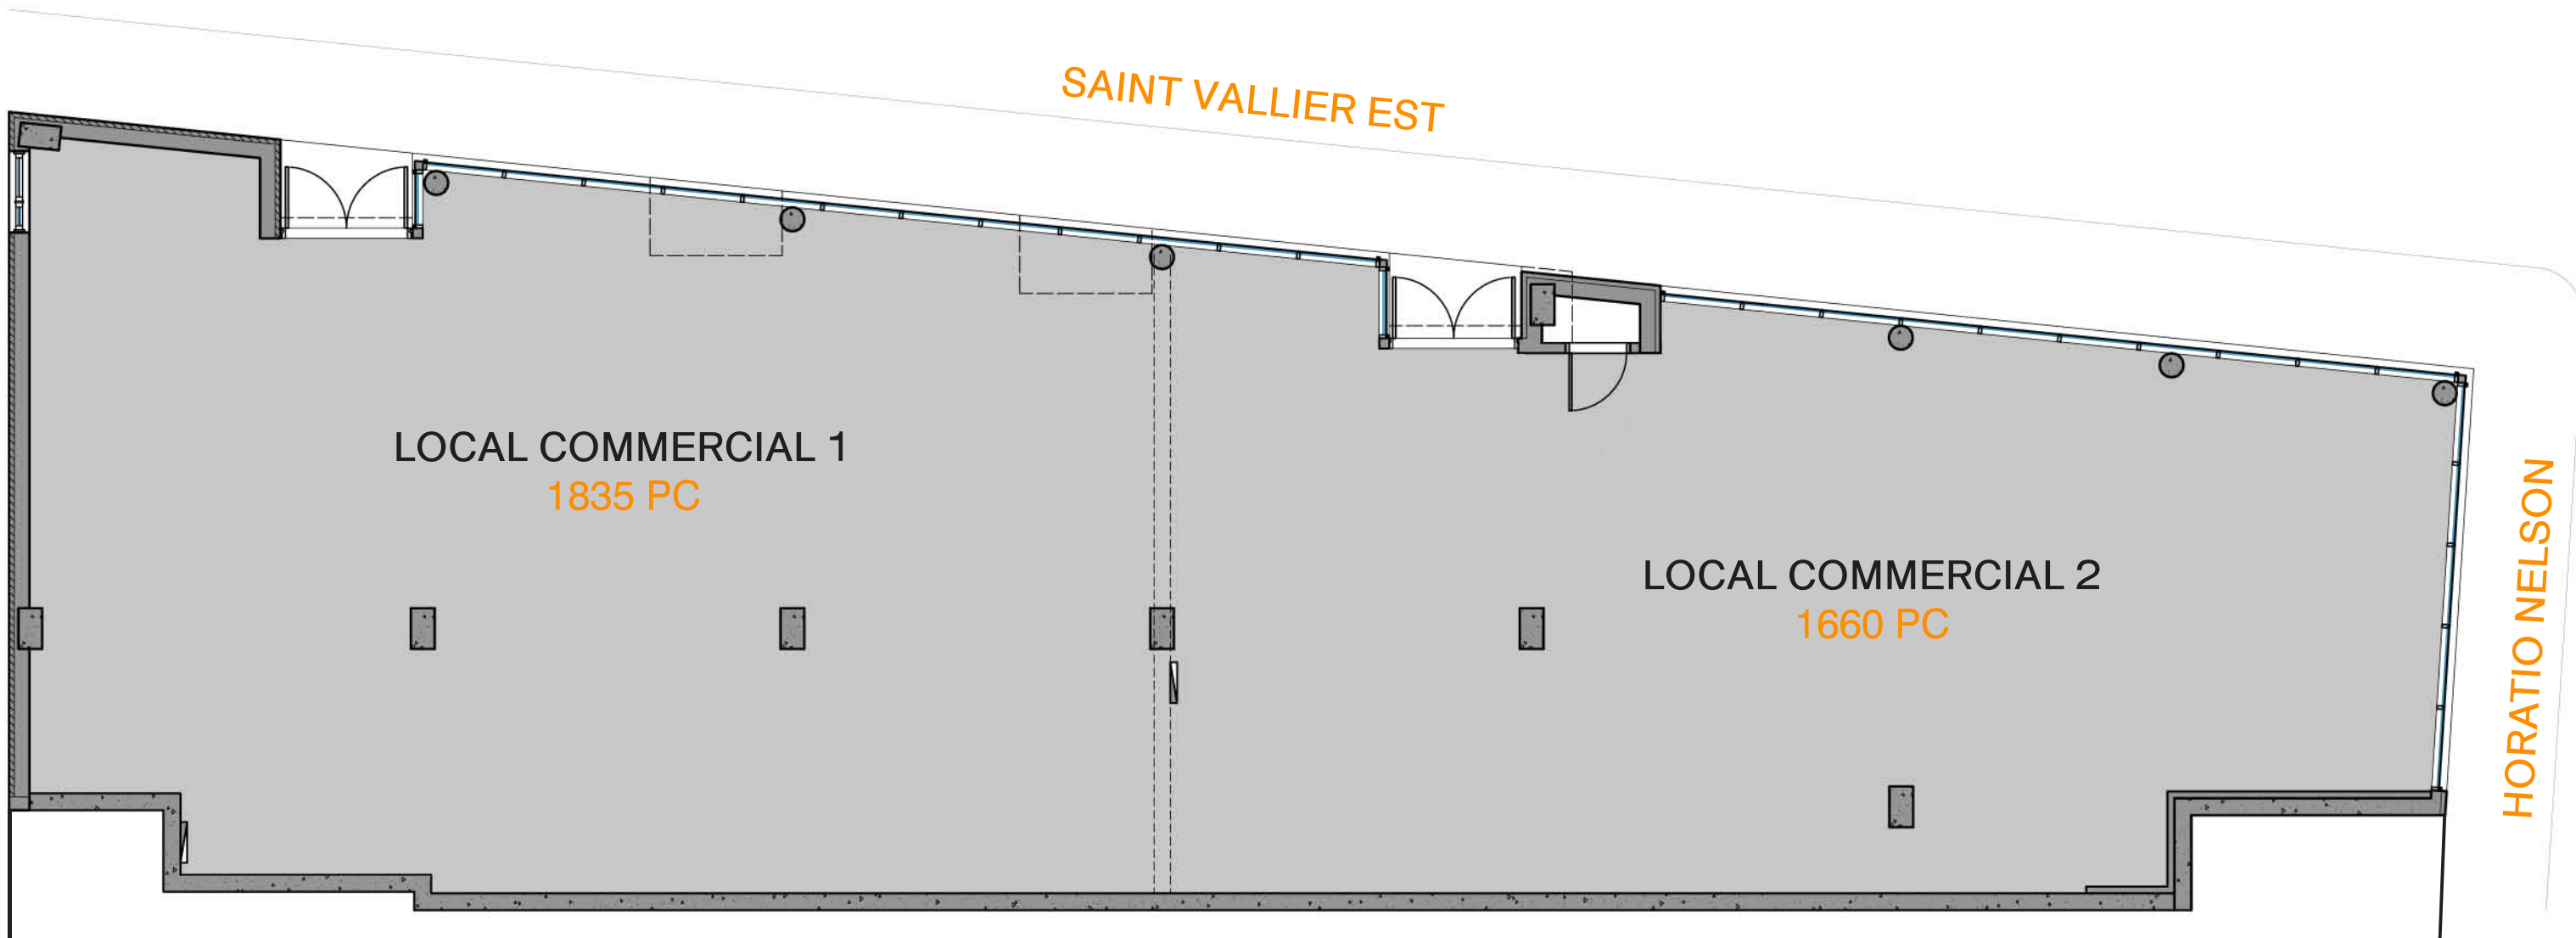 SAINT VALLIER EST
LOCAL COMMERCIAL 1
1835 PC
LOCAL COMMERCIAL 2
1660 PC
HORATIO NELSON